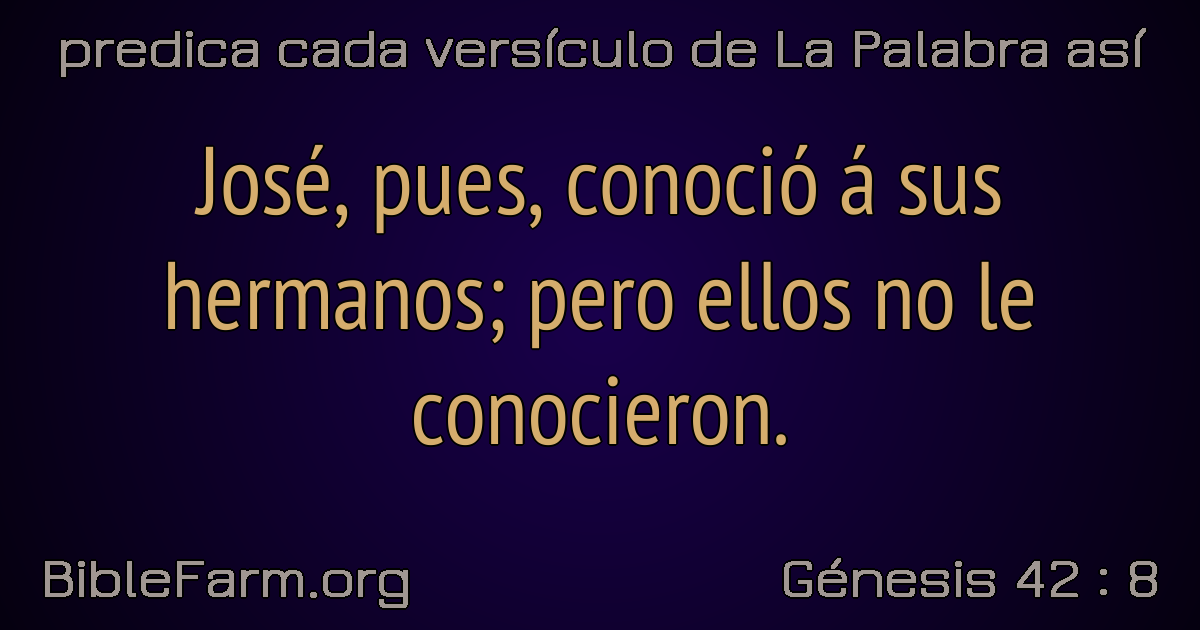 predica cada versículo de La Palabra así
José, pues, conoció á sus
hermanos; pero ellos no le
conocieron.
BibleFarm.org
Génesis 42 : 8